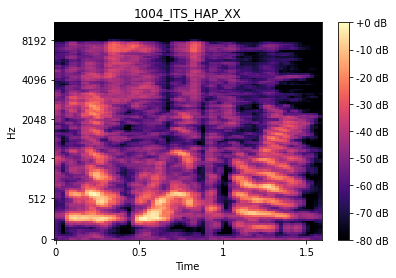 1004_ITS_HAP_XX
+0 dB
8192
-10 dB
4096
-20 dB
-30 dB
2048
Hz
-40 dB
1024
-50 dB
512
-60 dB
-70 dB
0
-80 dB
0
0.5
1
1.5
Time